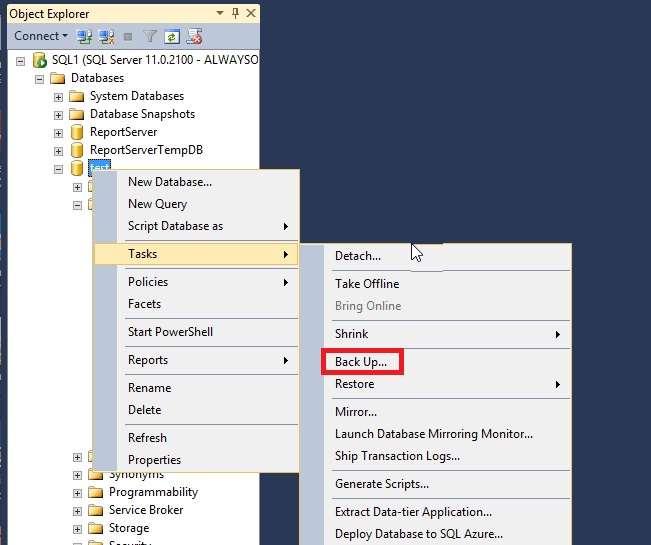 Object Explorer
Connect
SQL1 (SQL Server 11.0.2100 - ALWAYSO
Databases
System Databases
Database Snapshots
ReportServer
ReportServerTempDB
test
New Database...
New Query
Script Database as
Tasks
Policies
Facets
Start PowerShell
Reports
Rename
Delete
Refresh
Properties
Detach...
Take Offline
Bring Online
Shrink
Back Up...
Restore
Mirror...
Launch Database Mirroring Monitor...
Ship Transaction Logs...
Generate Scripts...
Extract Data-tier Application...
Deploy Database to SQL Azure...
Synonyms
Programmability
Service Broker
Storage
Security